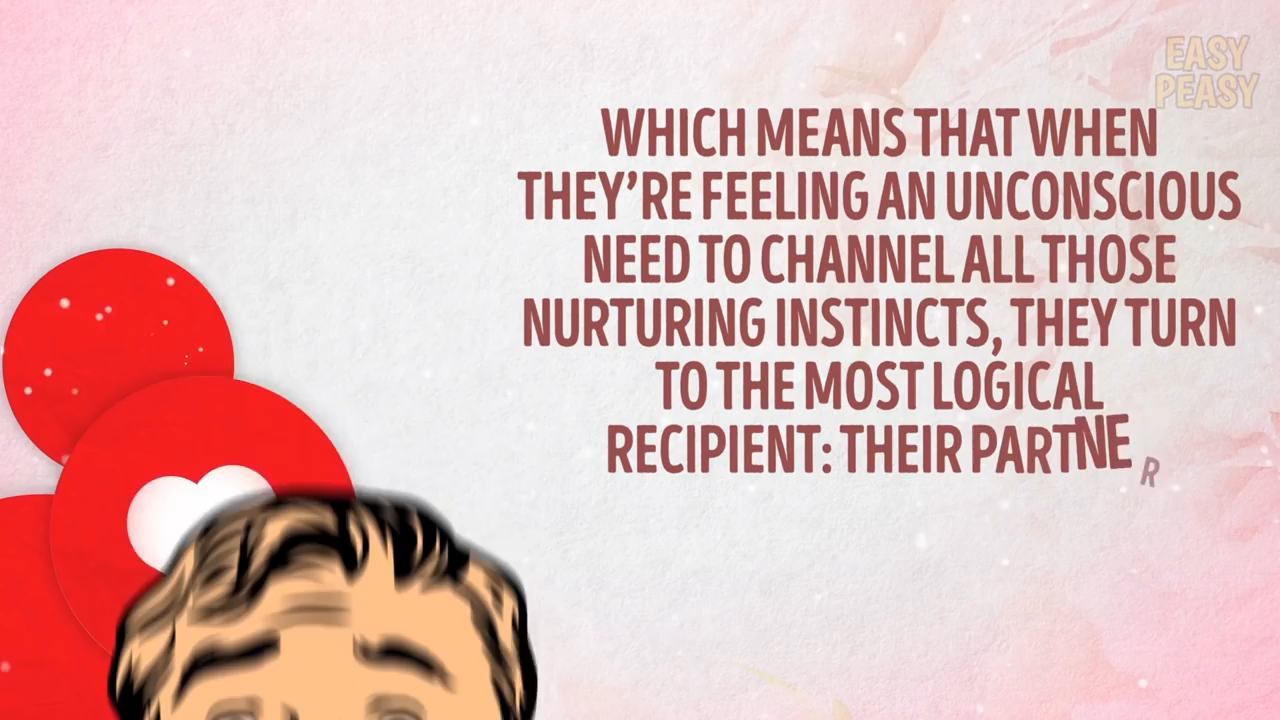 EASY
PEASY
WHICH MEANS THAT WHEN
THEY'RE FEELING AN UNCONSCIOUS
NEED TO CHANNEL ALL THOSE
NURTURING INSTINCTS, THEY TURN
TO THE MOST LOGICAL
RECIPIENT: THEIR PARTNER